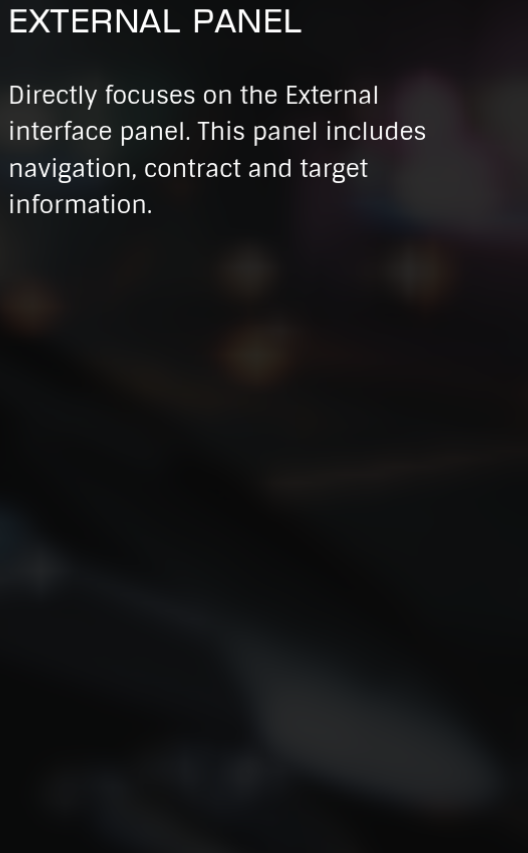 EXTERNAL PANEL
Directly focuses on the External
interface panel. This panel includes
navigation, contract and target
information.